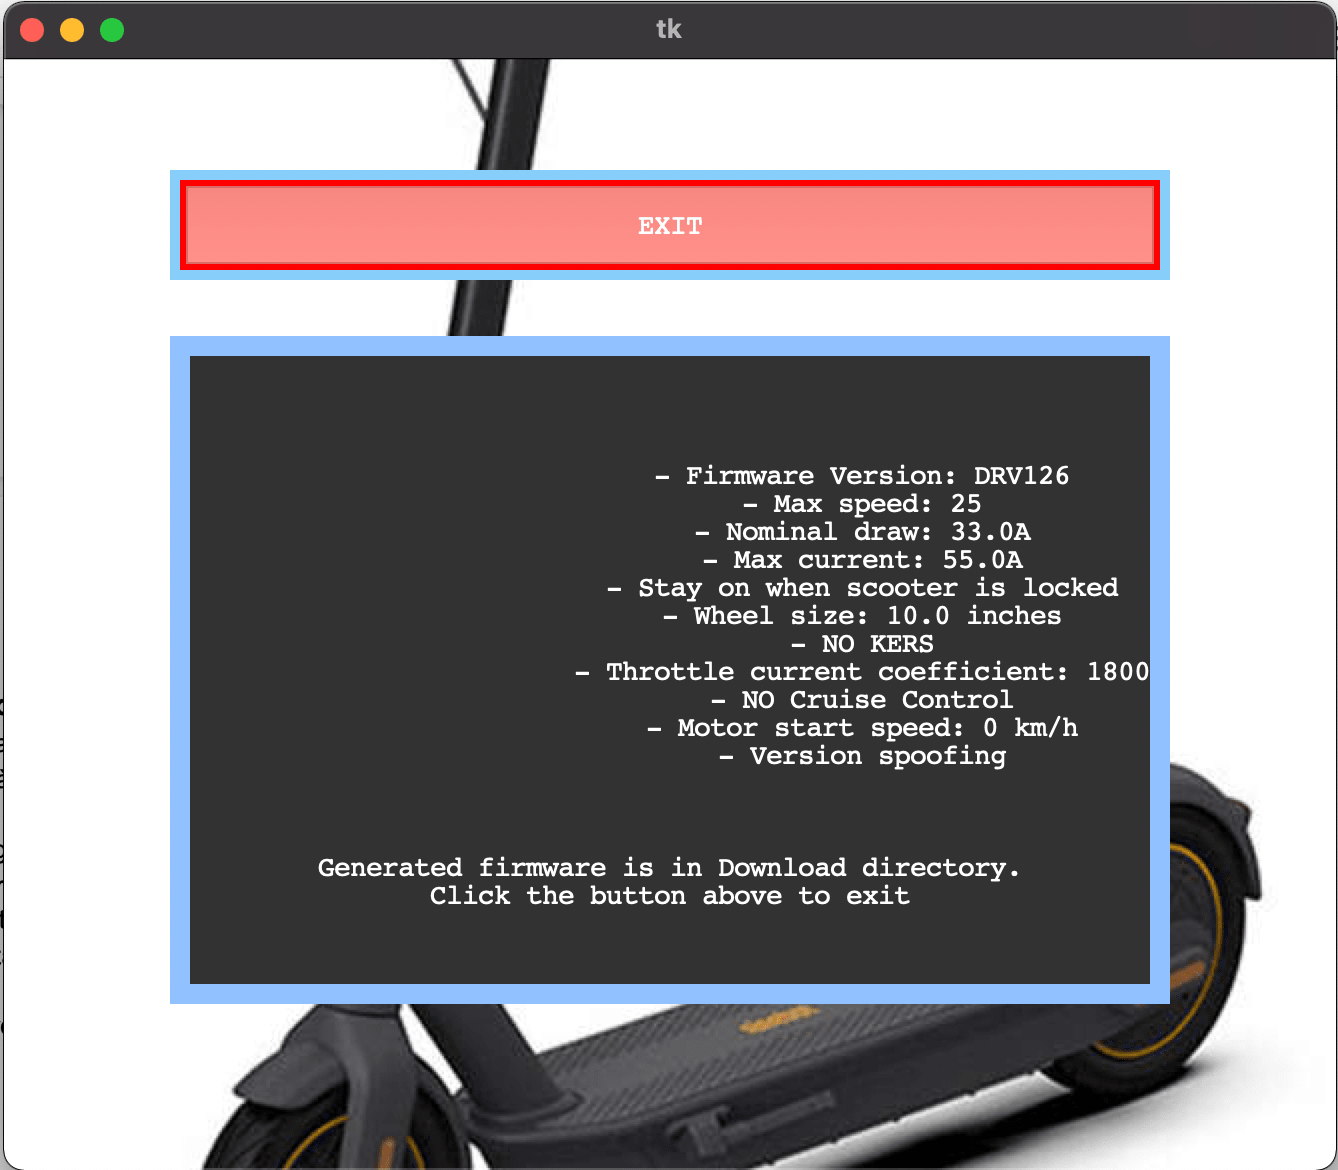 tk
EXIT
- Firmware Version: DRV126
- Max speed: 25
- Nominal draw: 33.0A
- Max current: 55.0A
- Stay on when scooter is locked
- Wheel size: 10.0 inches
- NO KERS
- Throttle current coefficient: 1800
- NO Cruise Control
- Motor start speed: 0 km/h
- Version spoofing
Generated firmware is in Download directory.
Click the button above to exit